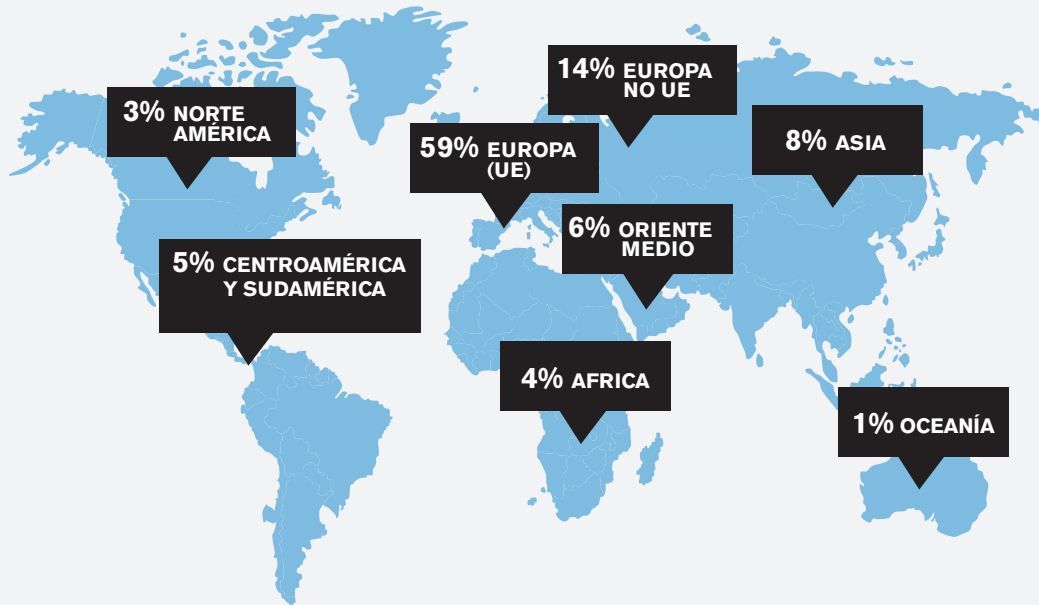 14% EUROPA
NO UE
3% NORTE
AMÉRICA
59% EUROPA
(UE)
8% ASIA
6% ORIENTE
MEDIO
5% CENTROAMÉRICA
Y SUDAMÉRICA
4% AFRICA
1% OCEANÍA